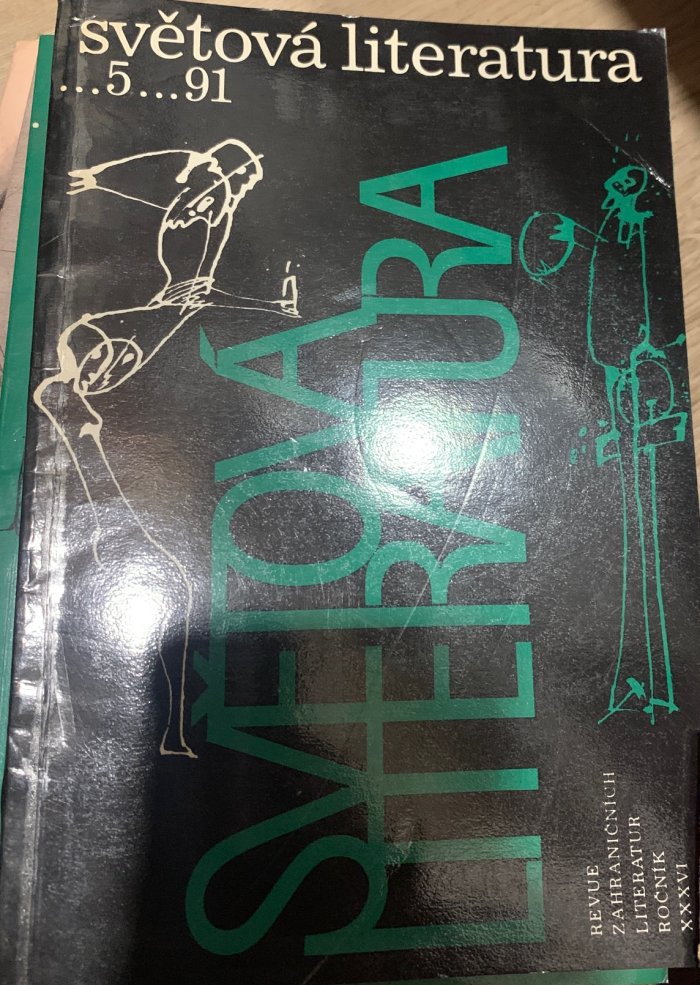 světová literatura
...5...91
SVĚTOVÁ
LITERATURA
REVUE
ZAHRANIČNÍCH
LITERATUR
ROČNÍK
XXXVI